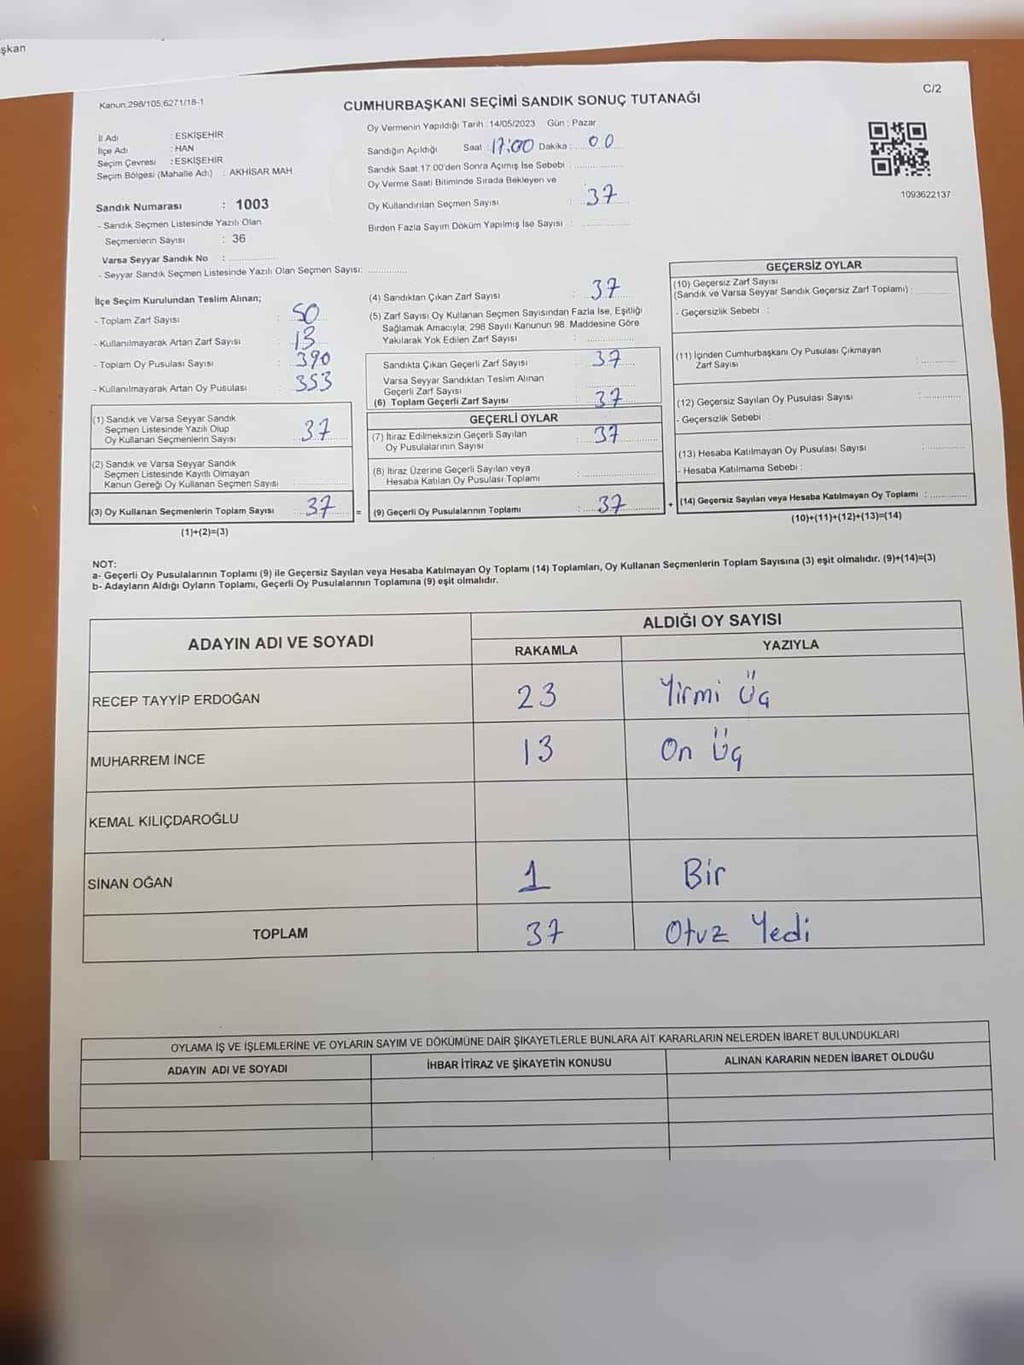 şkan
Kanun:298/105,6271/18-1
CUMHURBAŞKANI SEÇİMİ SANDIK SONUÇ TUTANAĞI
C/2
İl Adı : ESKİŞEHİR
İlçe Adı : HAN
Seçim Çevresi : ESKİŞEHİR
Seçim Bölgesi (Mahalle Adı) : AKHİSAR MAH
Sandık Numarası : 1003
- Sandık Seçmen Listesinde Yazılı Olan
Seçmenlerin Sayısı : 36
Varsa Seyyar Sandık No :
- Seyyar Sandık Seçmen Listesinde Yazılı Olan Seçmen Sayısı:
Oy Vermenin Yapıldığı Tarih : 14/05/2023 Gün : Pazar
Sandığın Açıldığı Saat : 17:00 Dakika : 00
Sandık Saat 17:00'den Sonra Açımış İse Sebebi :
Oy Verme Saati Bitiminde Sırada Bekleyen ve
Oy Kullandırılan Seçmen Sayısı : 37
Birden Fazla Sayım Döküm Yapılmış İse Sayısı :
1093622137
İlçe Seçim Kurulundan Teslim Alınan;
- Toplam Zarf Sayısı : 50
- Kullanılmayarak Artan Zarf Sayısı : 13
- Toplam Oy Pusulası Sayısı : 390
- Kullanılmayarak Artan Oy Pusulası : 353
(1) Sandık ve Varsa Seyyar Sandık
Seçmen Listesinde Yazılı Olup
Oy Kullanan Seçmenlerin Sayısı : 37
(2) Sandık ve Varsa Seyyar Sandık
Seçmen Listesinde Kayıtlı Olmayan
Kanun Gereği Oy Kullanan Seçmen Sayısı :
(3) Oy Kullanan Seçmenlerin Toplam Sayısı : 37 =
(1)+(2)=(3)
(4) Sandıktan Çıkan Zarf Sayısı : 37
(5) Zarf Sayısı Oy Kullanan Seçmen Sayısından Fazla İse, Eşitliği
Sağlamak Amacıyla, 298 Sayılı Kanunun 98. Maddesine Göre
Yakılarak Yok Edilen Zarf Sayısı :
Sandıkta Çıkan Geçerli Zarf Sayısı : 37
Varsa Seyyar Sandıktan Teslim Alınan
Geçerli Zarf Sayısı :
(6) Toplam Geçerli Zarf Sayısı : 37
GEÇERLİ OYLAR
(7) İtiraz Edilmeksizin Geçerli Sayılan
Oy Pusulalarının Sayısı : 37
(8) İtiraz Üzerine Geçerli Sayılan veya
Hesaba Katılan Oy Pusulası Toplamı :
(9) Geçerli Oy Pusulalarının Toplamı : 37 +
GEÇERSİZ OYLAR
(10) Geçersiz Zarf Sayısı
(Sandık ve Varsa Seyyar Sandık Geçersiz Zarf Toplamı) :
- Geçersizlik Sebebi :
(11) İçinden Cumhurbaşkanı Oy Pusulası Çıkmayan
Zarf Sayısı :
(12) Geçersiz Sayılan Oy Pusulası Sayısı :
- Geçersizlik Sebebi :
(13) Hesaba Katılmayan Oy Pusulası Sayısı :
- Hesaba Katılmama Sebebi :
(14) Geçersiz Sayılan veya Hesaba Katılmayan Oy Toplamı :
(10)+(11)+(12)+(13)=(14)
NOT:
a- Geçerli Oy Pusulalarının Toplamı (9) ile Geçersiz Sayılan veya Hesaba Katılmayan Oy Toplamı (14) Toplamları, Oy Kullanan Seçmenlerin Toplam Sayısına (3) eşit olmalıdır. (9)+(14)=(3)
b- Adayların Aldığı Oyların Toplamı, Geçerli Oy Pusulalarının Toplamına (9) eşit olmalıdır.
ADAYIN ADI VE SOYADI
ALDIĞI OY SAYISI
RAKAMLA YAZIYLA
RECEP TAYYİP ERDOĞAN 23 Yirmi Üç
MUHARREM İNCE 13 On Üç
KEMAL KILIÇDAROĞLU
SİNAN OĞAN 1 Bir
TOPLAM 37 Otuz Yedi
OYLAMA İŞ VE İŞLEMLERİNE VE OYLARIN SAYIM VE DÖKÜMÜNE DAİR ŞİKAYETLERLE BUNLARA AİT KARARLARIN NELERDEN İBARET BULUNDUKLARI
ADAYIN ADI VE SOYADI İHBAR İTİRAZ VE ŞİKAYETİN KONUSU ALINAN KARARIN NEDEN İBARET OLDUĞU